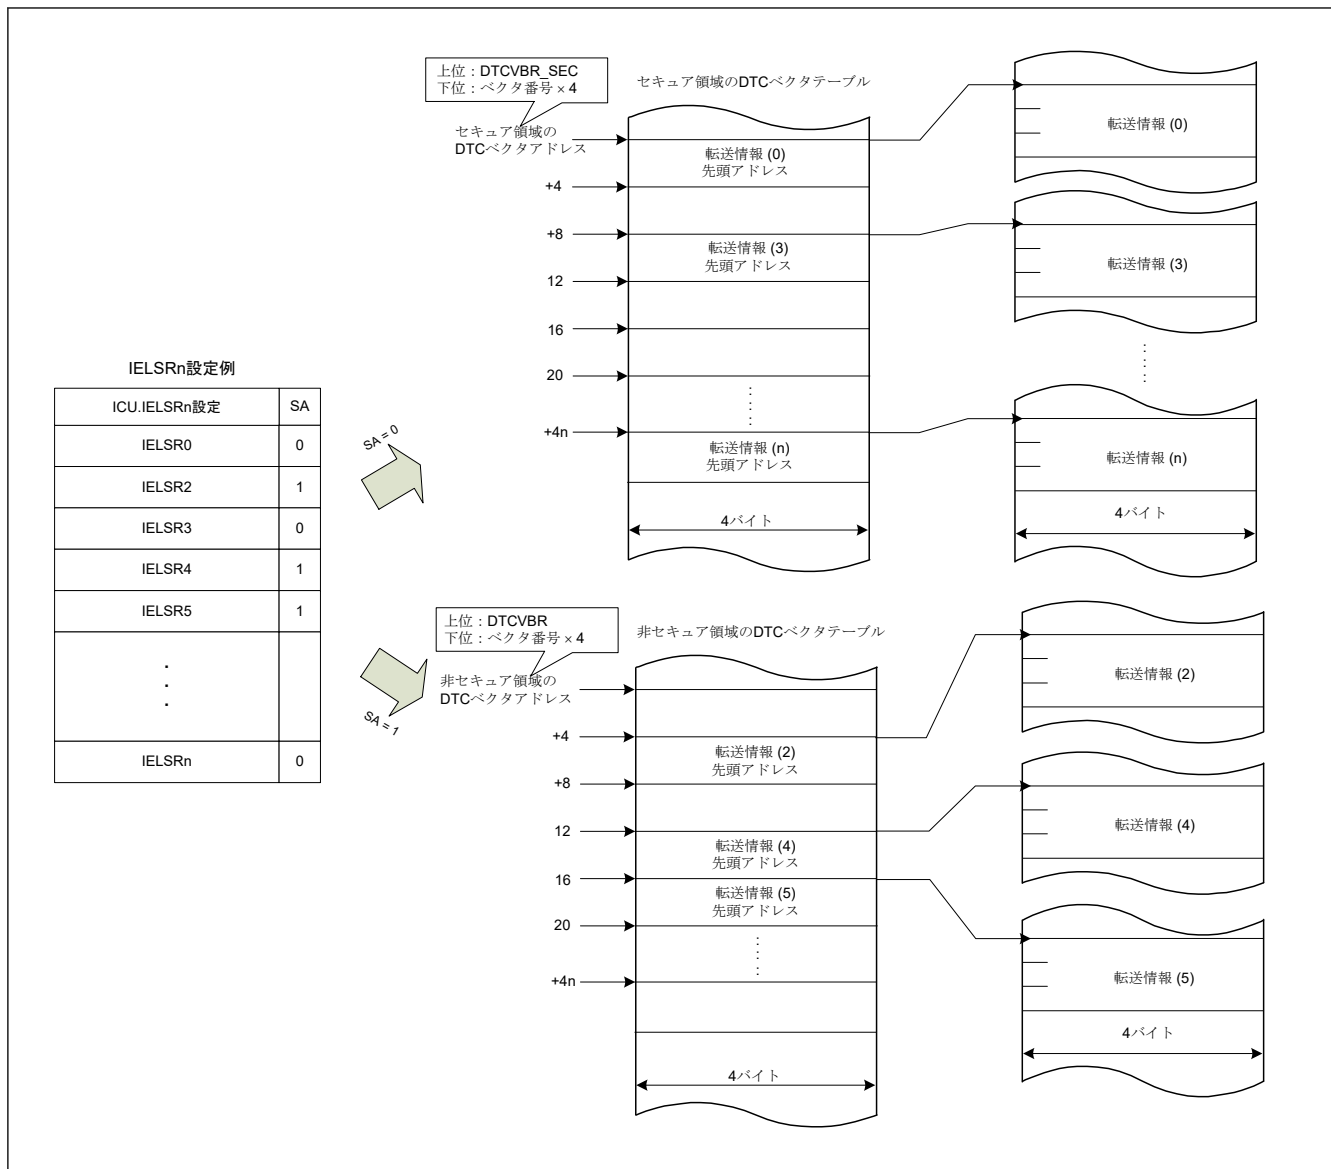 上位：DTCVBR_SEC
下位：ベクタ番号 × 4
セキュア領域のDTCベクタテーブル
セキュア領域の
DTCベクタアドレス
転送情報 (0)
先頭アドレス
+4
+8
転送情報 (3)
先頭アドレス
12
16
20
+4n
転送情報 (n)
先頭アドレス
4バイト
転送情報 (0)
転送情報 (3)
転送情報 (n)
4バイト
IELSRn設定例
ICU.IELSRn設定 SA
IELSR0 0
IELSR2 1
IELSR3 0
IELSR4 1
IELSR5 1
IELSRn 0
SA = 0
SA = 1
上位：DTCVBR
下位：ベクタ番号 × 4
非セキュア領域のDTCベクタテーブル
非セキュア領域の
DTCベクタアドレス
+4
転送情報 (2)
先頭アドレス
+8
12
転送情報 (4)
先頭アドレス
16
転送情報 (5)
先頭アドレス
20
+4n
4バイト
転送情報 (2)
転送情報 (4)
転送情報 (5)
4バイト